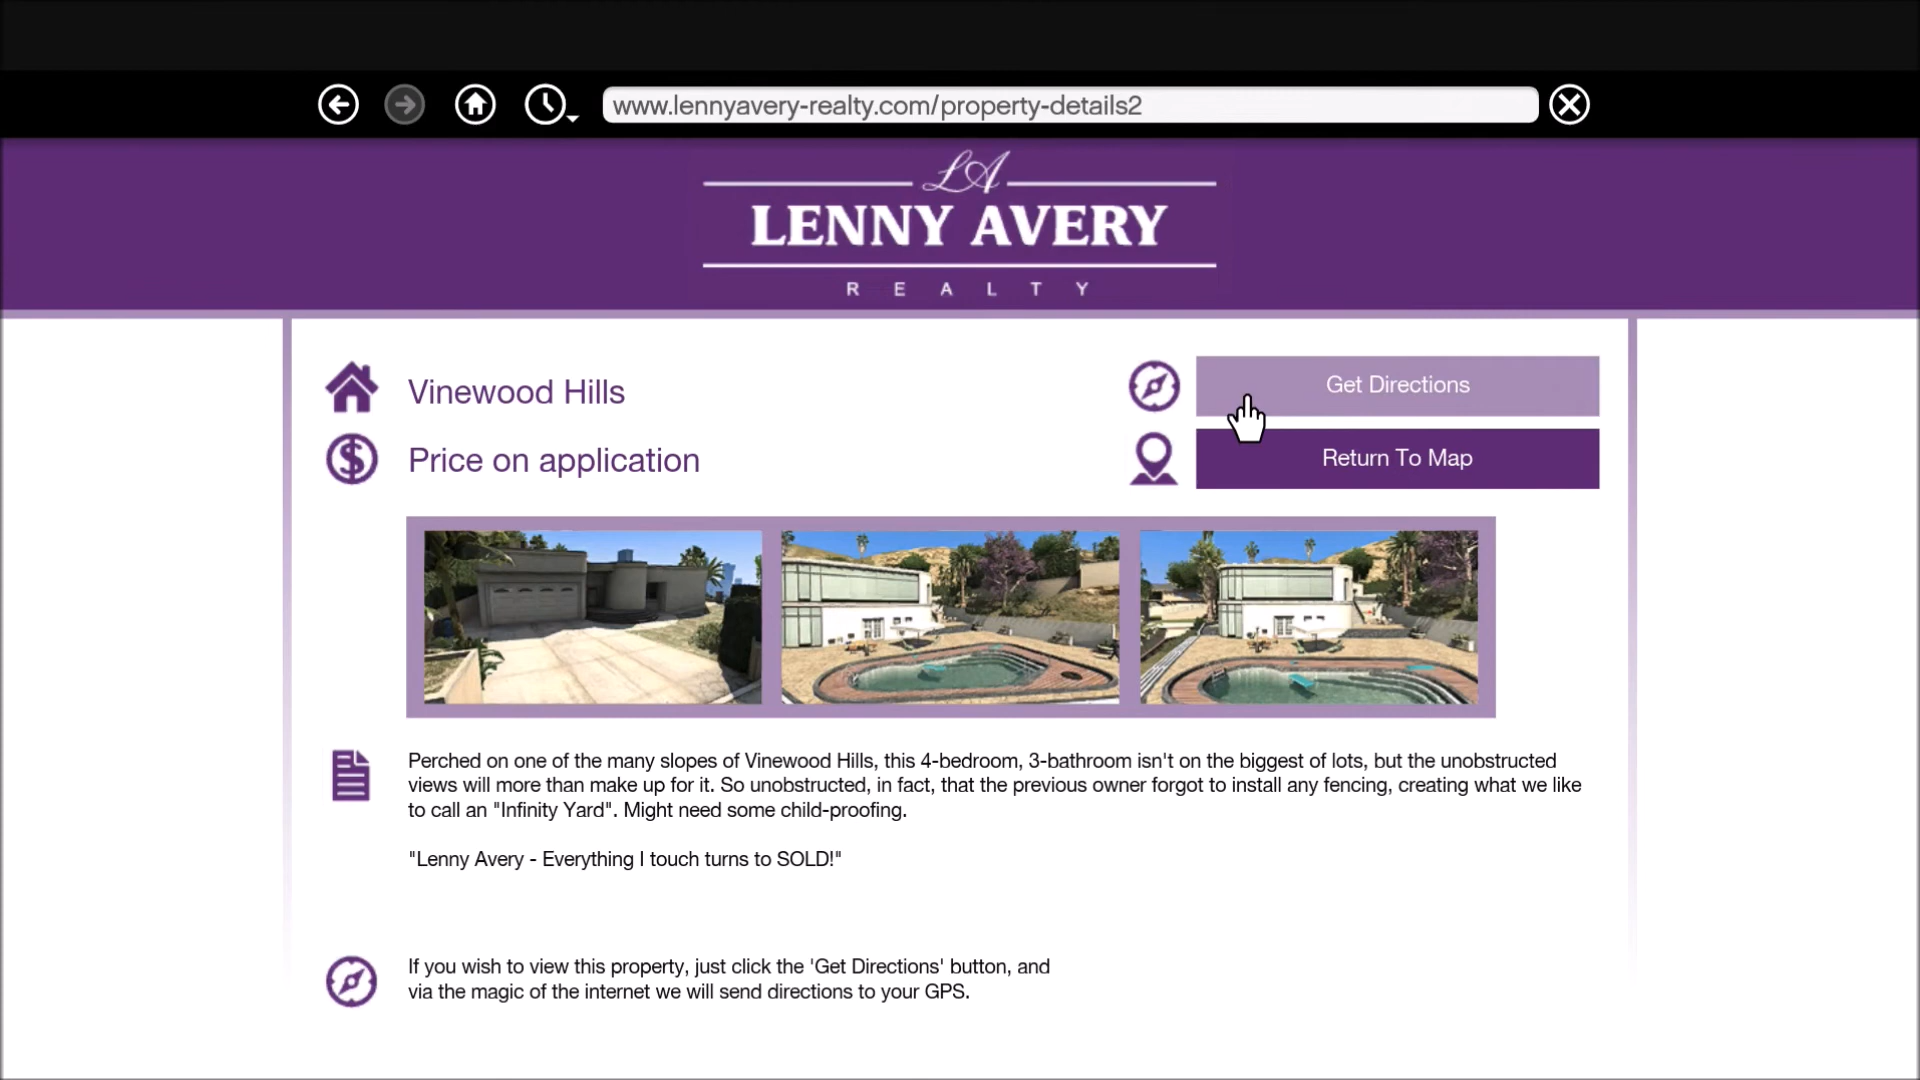 www.lennyavery-realty.com/property-details2
LA
LENNY AVERY
REALTY
Vinewood Hills
Get Directions
Price on application
Return To Map
Perched on one of the many slopes of Vinewood Hills, this 4-bedroom, 3-bathroom isn't on the biggest of lots, but the unobstructed
views will more than make up for it. So unobstructed, in fact, that the previous owner forgot to install any fencing, creating what we like
to call an "Infinity Yard". Might need some child-proofing.
"Lenny Avery - Everything I touch turns to SOLD!"
If you wish to view this property, just click the 'Get Directions' button, and
via the magic of the internet we will send directions to your GPS.